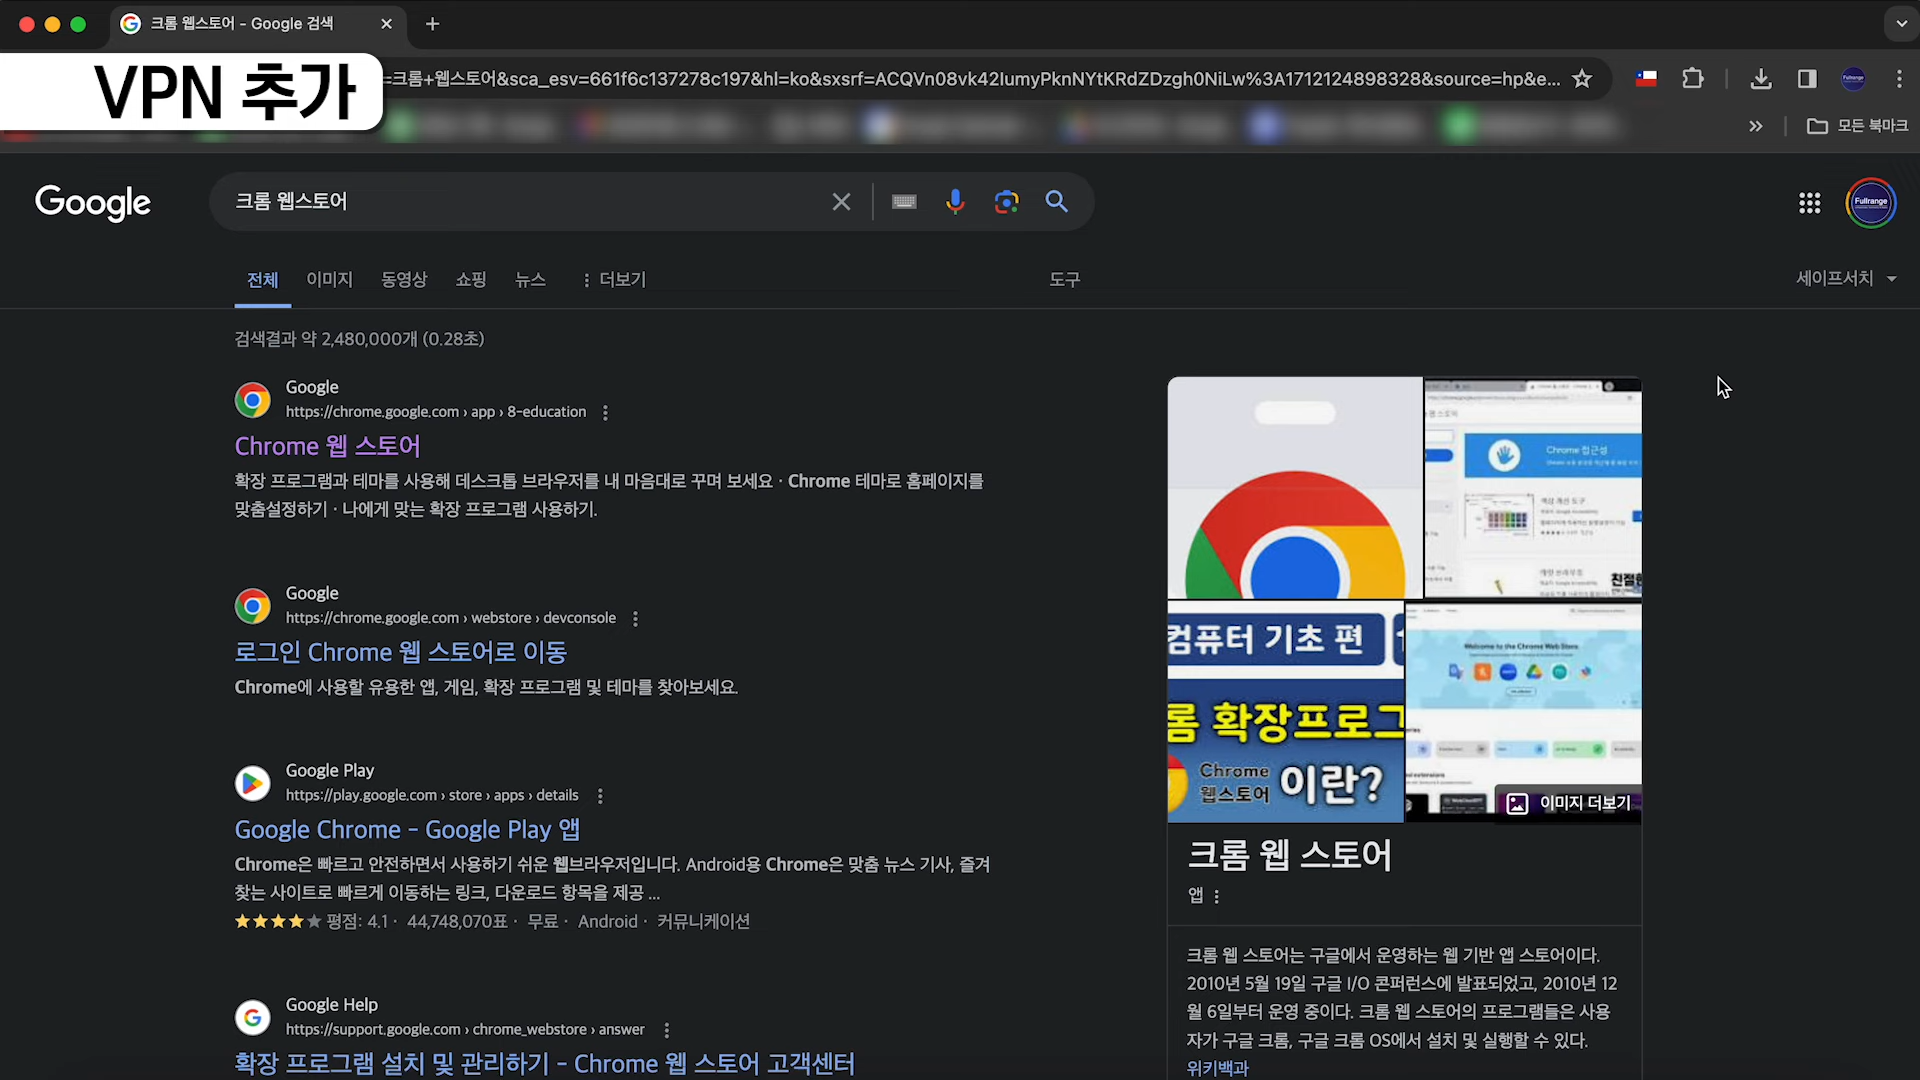 크롬 웹스토어 - Google 검색
VPN 추가
=크롬+웹스토어&sca_esv=661f6c137278c197&hl=ko&sxsrf=ACQVn08vk42IumyPknNYtKRdZDzgh0NiLw%3A1712124898328&source=hp&e...
모든 북마크
Google
크롬 웹스토어
Fullrange
전체 이미지 동영상 쇼핑 뉴스 더보기 도구 세이프서치
검색결과 약 2,480,000개 (0.28초)
Google
https://chrome.google.com › app › 8-education
Chrome 웹 스토어
확장 프로그램과 테마를 사용해 데스크톱 브라우저를 내 마음대로 꾸며 보세요 · Chrome 테마로 홈페이지를
맞춤설정하기 · 나에게 맞는 확장 프로그램 사용하기.
Google
https://chrome.google.com › webstore › devconsole
로그인 Chrome 웹 스토어로 이동
Chrome에 사용할 유용한 앱, 게임, 확장 프로그램 및 테마를 찾아보세요.
Google Play
https://play.google.com › store › apps › details
Google Chrome - Google Play 앱
Chrome은 빠르고 안전하면서 사용하기 쉬운 웹브라우저입니다. Android용 Chrome은 맞춤 뉴스 기사, 즐겨
찾는 사이트로 빠르게 이동하는 링크, 다운로드 항목을 제공 ...
평점: 4.1 · 44,748,070표 · 무료 · Android · 커뮤니케이션
Google Help
https://support.google.com › chrome_webstore › answer
확장 프로그램 설치 및 관리하기 - Chrome 웹 스토어 고객센터
Chrome 접근성
친절한
컴퓨터 기초 편
롬 확장프로그
Chrome
웹스토어 이란?
Welcome to the Chrome Web Store
이미지 더보기
크롬 웹 스토어
앱
크롬 웹 스토어는 구글에서 운영하는 웹 기반 앱 스토어이다.
2010년 5월 19일 구글 I/O 콘퍼런스에 발표되었고, 2010년 12
월 6일부터 운영 중이다. 크롬 웹 스토어의 프로그램들은 사용
자가 구글 크롬, 구글 크롬 OS에서 설치 및 실행할 수 있다.
위키백과